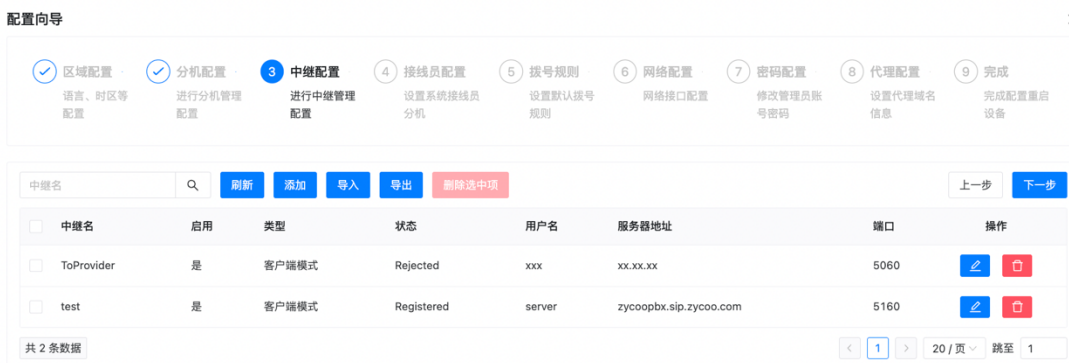 配置向导
区域配置
语言、时区等
配置
分机配置
进行分机管理
配置
3 中继配置
进行中继管理
配置
4 接线员配置
设置系统接线员
分机
5 拨号规则
设置默认拨号
规则
6 网络配置
网络接口配置
7 密码配置
修改管理员账
号密码
8 代理配置
设置代理域名
信息
9 完成
完成配置重启
设备
中继名 刷新 添加 导入 导出 删除选中项 上一步 下一步
中继名 启用 类型 状态 用户名 服务器地址 端口 操作
ToProvider 是 客户端模式 Rejected xxx xx.xx.xx 5060
test 是 客户端模式 Registered server zycoopbx.sip.zycoo.com 5160
共 2 条数据 < 1 > 20 / 页 跳至 1